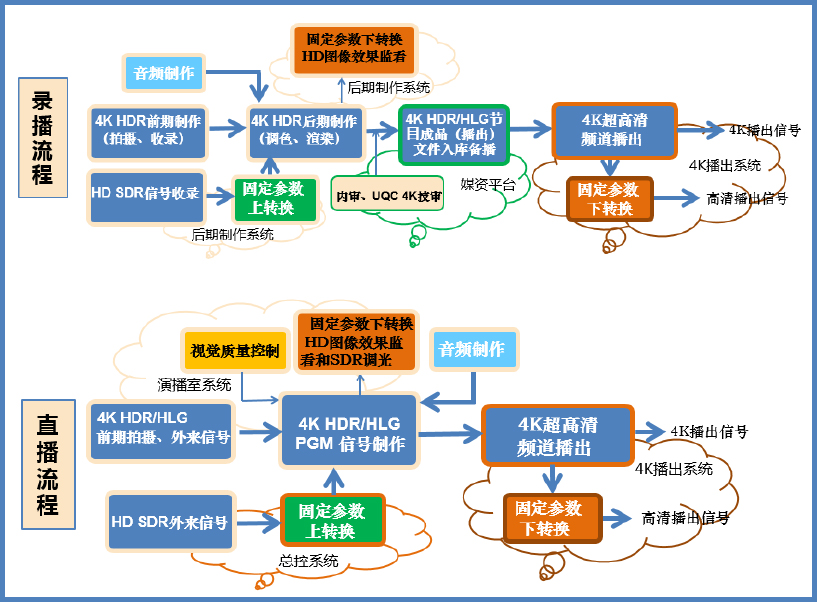 录播流程
音频制作
固定参数下转换
HD图像效果监看
后期制作系统
4K HDR前期制作
（拍摄、收录）
4K HDR后期制作
（调色、渲染）
4K HDR/HLG节
目成品（播出）
文件入库备播
4K超高清
频道播出
4K播出信号
HD SDR信号收录
固定参数
上转换
内审、UQC 4K技审
媒资平台
固定参数
下转换
4K播出系统
高清播出信号
后期制作系统
直播流程
视觉质量控制
固定参数下转换
HD图像效果监
看和SDR调光
音频制作
演播室系统
4K HDR/HLG
前期拍摄、外来信号
4K HDR/HLG
PGM 信号制作
4K超高清
频道播出
4K播出信号
4K播出系统
HD SDR外来信号
固定参数
上转换
固定参数
下转换
高清播出信号
总控系统